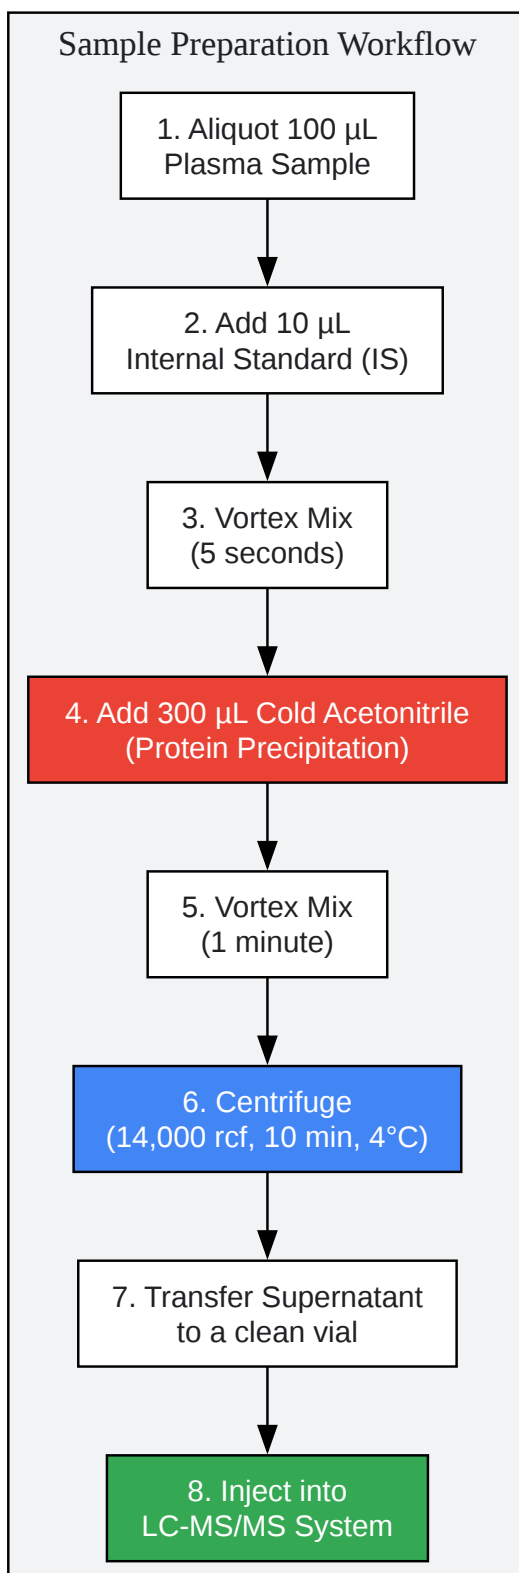 Sample Preparation Workflow
1. Aliquot 100 µL
Plasma Sample
2. Add 10 µL
Internal Standard (IS)
3. Vortex Mix
(5 seconds)
4. Add 300 µL Cold Acetonitrile
(Protein Precipitation)
5. Vortex Mix
(1 minute)
6. Centrifuge
(14,000 rcf, 10 min, 4°C)
7. Transfer Supernatant
to a clean vial
8. Inject into
LC-MS/MS System